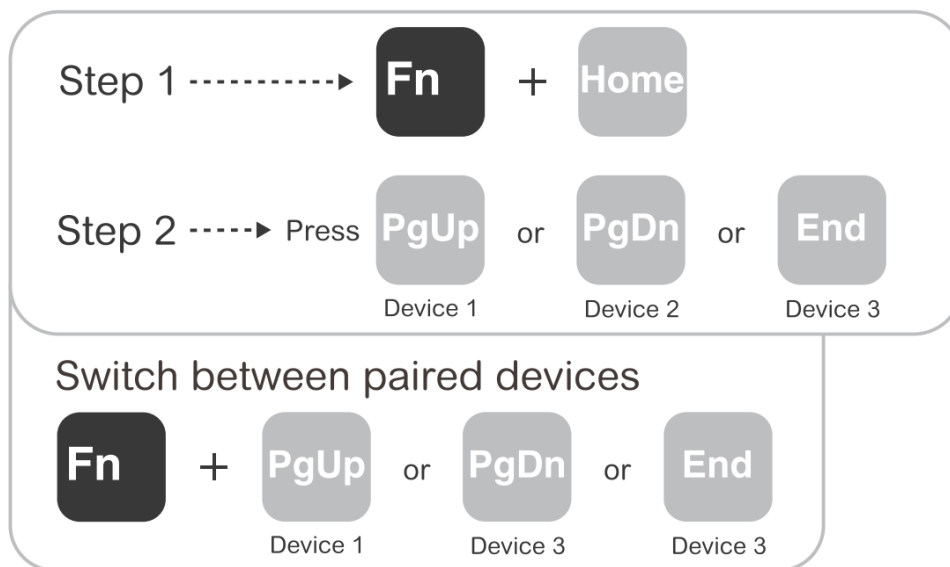 Step 1 Fn + Home
Step 2 Press PgUp or PgDn or End
Device 1 Device 2 Device 3
Switch between paired devices
Fn + PgUp or PgDn or End
Device 1 Device 3 Device 3